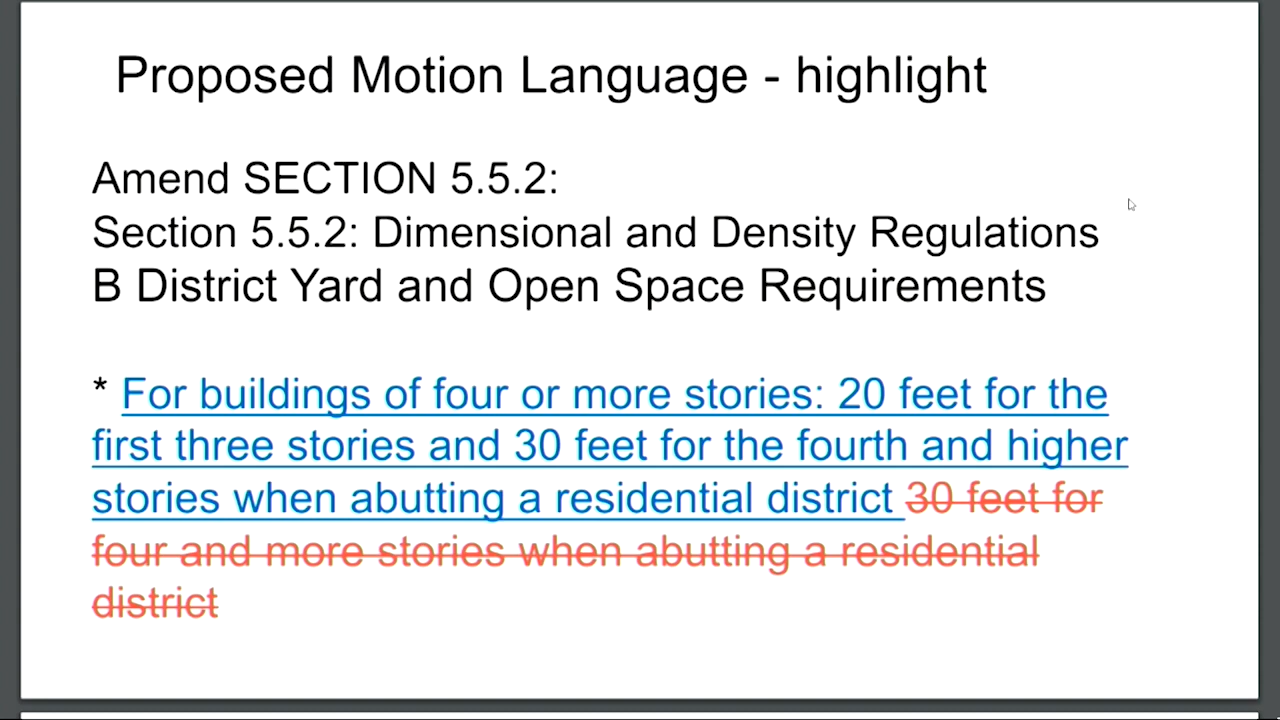 Proposed Motion Language - highlight
Amend SECTION 5.5.2:
Section 5.5.2: Dimensional and Density Regulations
B District Yard and Open Space Requirements
* For buildings of four or more stories: 20 feet for the
first three stories and 30 feet for the fourth and higher
stories when abutting a residential district 30 feet for
four and more stories when abutting a residential
district